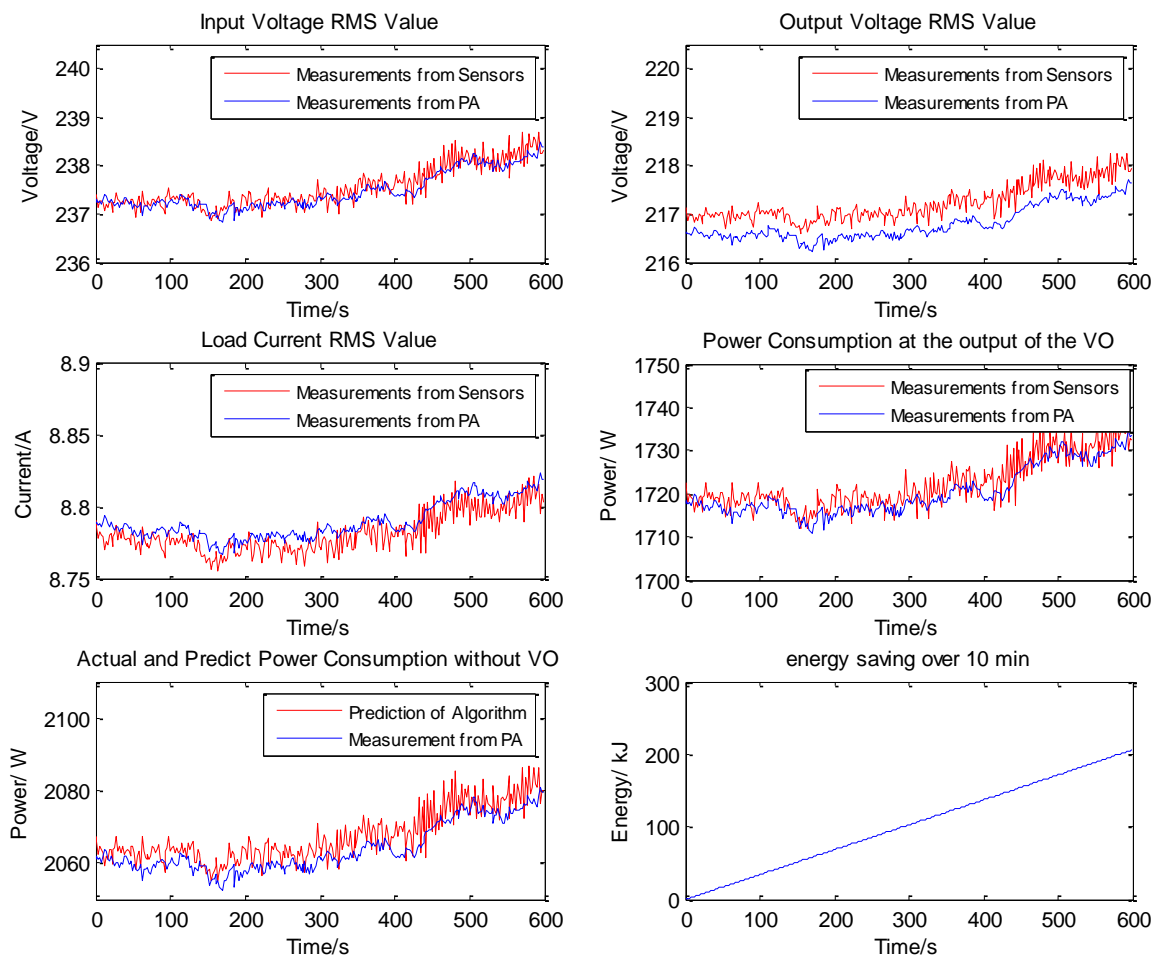 Input Voltage RMS Value
240
239
238
237
236
Voltage/V
Measurements from Sensors
Measurements from PA
0 100 200 300 400 500 600
Time/s
Output Voltage RMS Value
220
219
218
217
216
Voltage/V
Measurements from Sensors
Measurements from PA
0 100 200 300 400 500 600
Time/s
Load Current RMS Value
8.9
8.85
8.8
8.75
Current/A
Measurements from Sensors
Measurements from PA
0 100 200 300 400 500 600
Time/s
Power Consumption at the output of the VO
1750
1740
1730
1720
1710
1700
Power/ W
Measurements from Sensors
Measurements from PA
0 100 200 300 400 500 600
Time/s
Actual and Predict Power Consumption without VO
2100
2080
2060
Power/ W
Prediction of Algorithm
Measurement from PA
0 100 200 300 400 500 600
Time/s
energy saving over 10 min
300
200
100
0
Energy/ kJ
0 100 200 300 400 500 600
Time/s